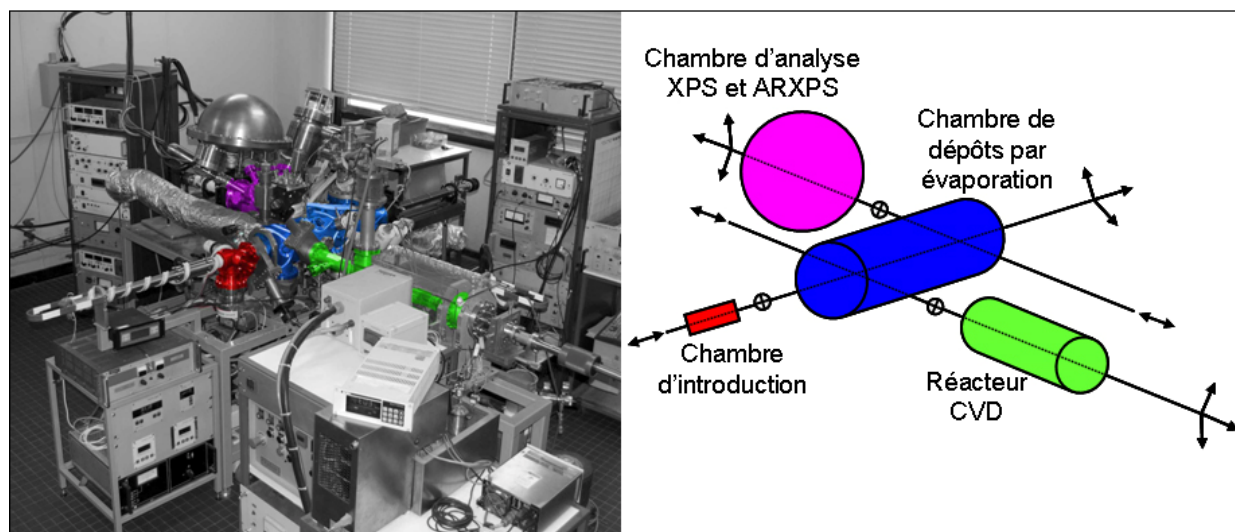 Chambre d'analyse
XPS et ARXPS
Chambre de
dépôts par
évaporation
Chambre
d'introduction
Réacteur
CVD